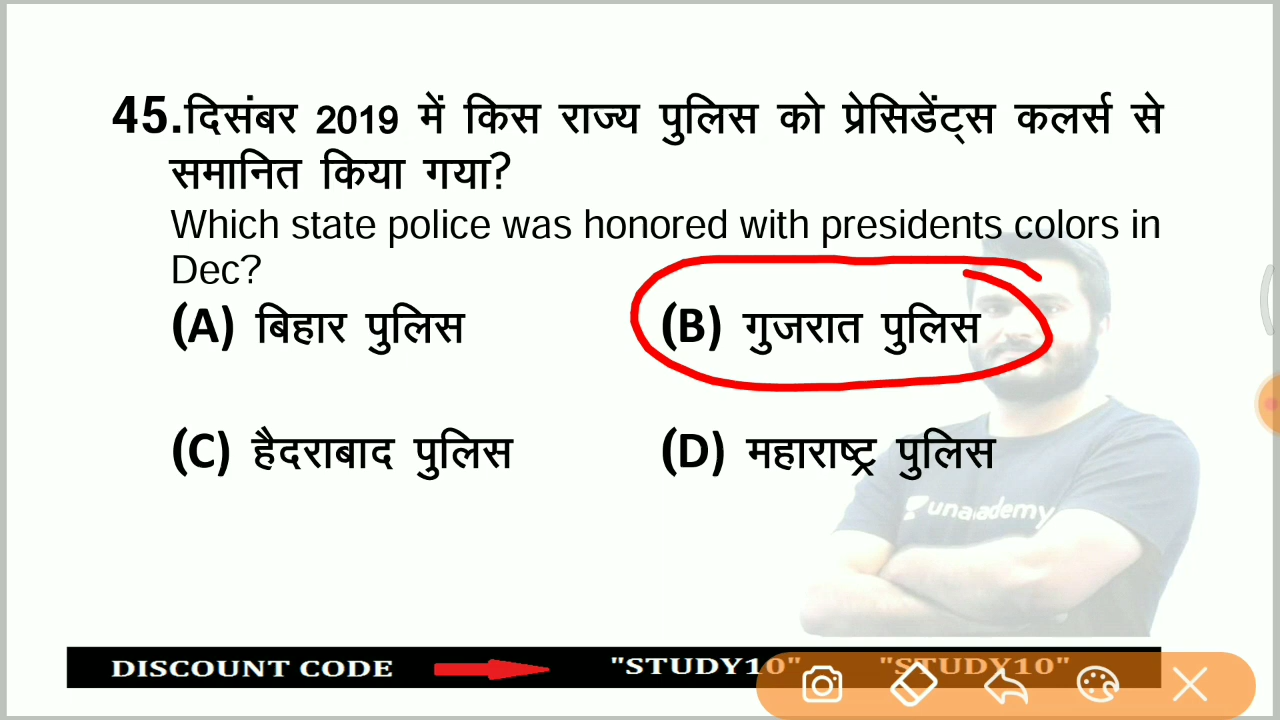 45.दिसंबर 2019 में किस राज्य पुलिस को प्रेसिडेंट्स कलर्स से
समानित किया गया?
Which state police was honored with presidents colors in
Dec?
(A) बिहार पुलिस (B) गुजरात पुलिस
(C) हैदराबाद पुलिस (D) महाराष्ट्र पुलिस
unacademy
DISCOUNT CODE "STUDY10" "STUDY10"